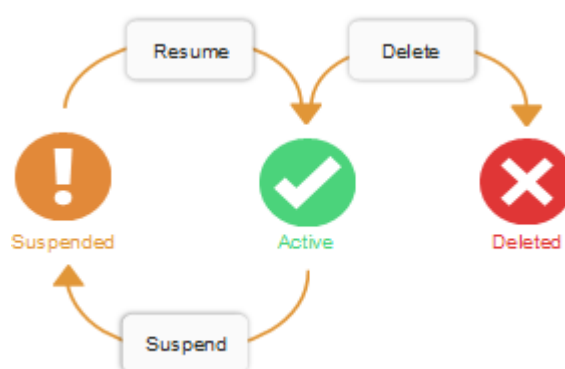 Resume
Delete
Suspended
Active
Deleted
Suspend